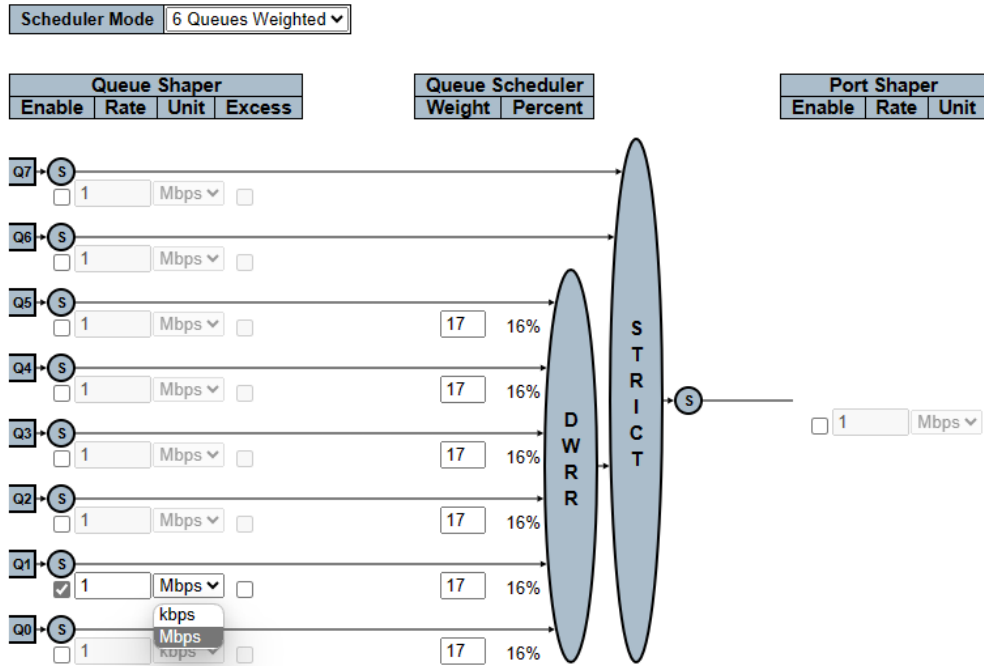 Scheduler Mode 6 Queues Weighted
Queue Shaper Queue Scheduler Port Shaper
Enable Rate Unit Excess Weight Percent Enable Rate Unit
Q7 S
1 Mbps
Q6 S
1 Mbps
Q5 S
1 Mbps 17 16%
Q4 S
1 Mbps 17 16%
Q3 S
1 Mbps 17 16%
Q2 S
1 Mbps 17 16%
Q1 S
1 Mbps 17 16%
kbps
Q0 S
Mbps
1 kbps 17 16%
DWRR
STRICT
S
1 Mbps